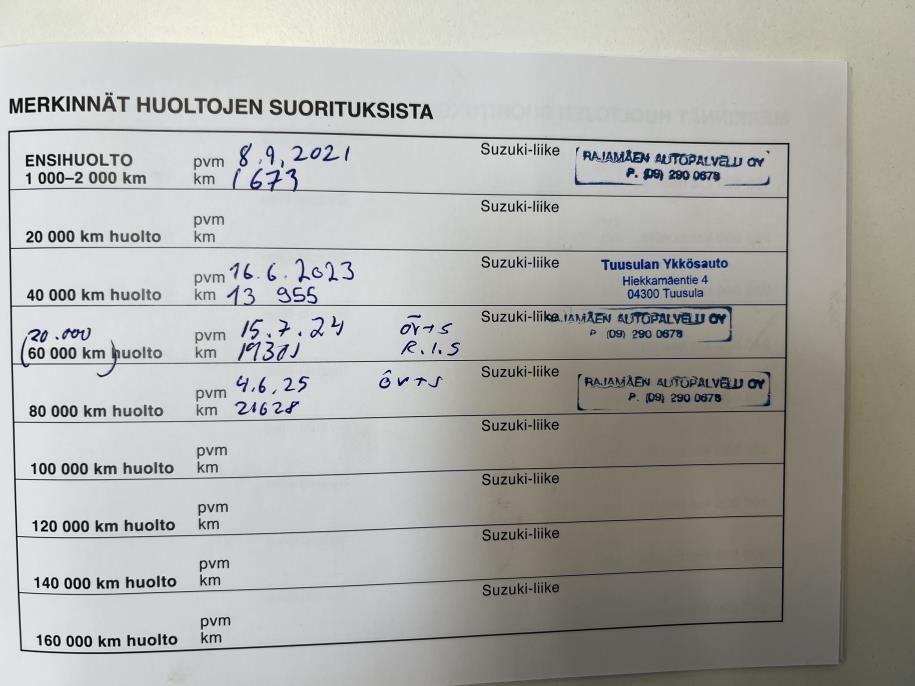 MERKINNÄT HUOLTOJEN SUORITUKSISTA
ENSIHUOLTO pvm 8.9.2021 Suzuki-liike RAJAMÄEN AUTOPALVELU OY
1 000–2 000 km km 1673 P. (09) 290 0678
pvm Suzuki-liike
20 000 km huolto km
pvm 16.6.2023 Suzuki-liike Tuusulan Ykkösauto
Hiekkamäentie 4
40 000 km huolto km 13 955 04300 Tuusula
20.000 pvm 15.7.24 öv+s Suzuki-liike RAJAMÄEN AUTOPALVELU OY
(60 000 km) huolto km R.I.S P (09) 290 0678
pvm 4.6.25 öv+s Suzuki-liike RAJAMÄEN AUTOPALVELU OY
80 000 km huolto km 21628 P. (09) 290 0678
pvm Suzuki-liike
100 000 km huolto km
pvm Suzuki-liike
120 000 km huolto km
pvm Suzuki-liike
140 000 km huolto km
pvm Suzuki-liike
160 000 km huolto km